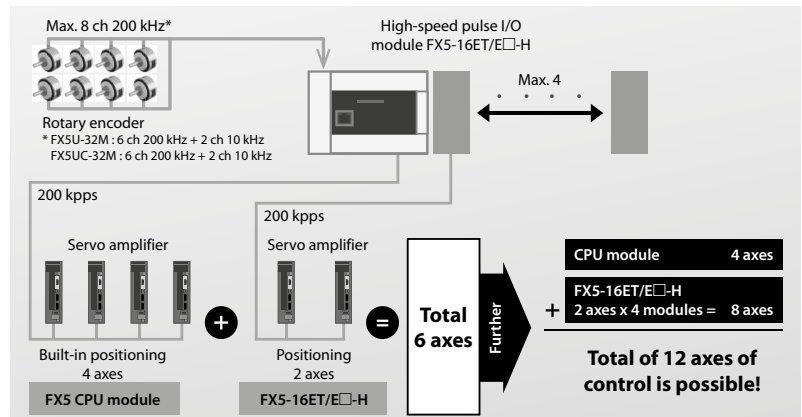 Max. 8 ch 200 kHz*
High-speed pulse I/O
module FX5-16ET/E□-H
Max. 4
Rotary encoder
* FX5U-32M : 6 ch 200 kHz + 2 ch 10 kHz
FX5UC-32M : 6 ch 200 kHz + 2 ch 10 kHz
200 kpps
200 kpps
Servo amplifier
Servo amplifier
+
=
Total
6 axes
Further
CPU module 4 axes
+
FX5-16ET/E□-H
2 axes x 4 modules = 8 axes
Total of 12 axes of
control is possible!
Built-in positioning
4 axes
FX5 CPU module
Positioning
2 axes
FX5-16ET/E□-H